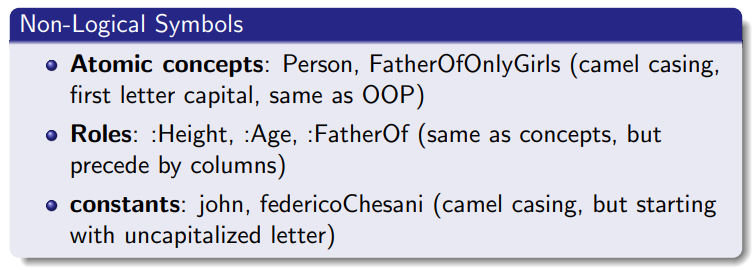 Non-Logical Symbols
Atomic concepts: Person, FatherOfOnlyGirls (camel casing,
first letter capital, same as OOP)
Roles: :Height, :Age, :FatherOf (same as concepts, but
precede by columns)
constants: john, federicoChesani (camel casing, but starting
with uncapitalized letter)